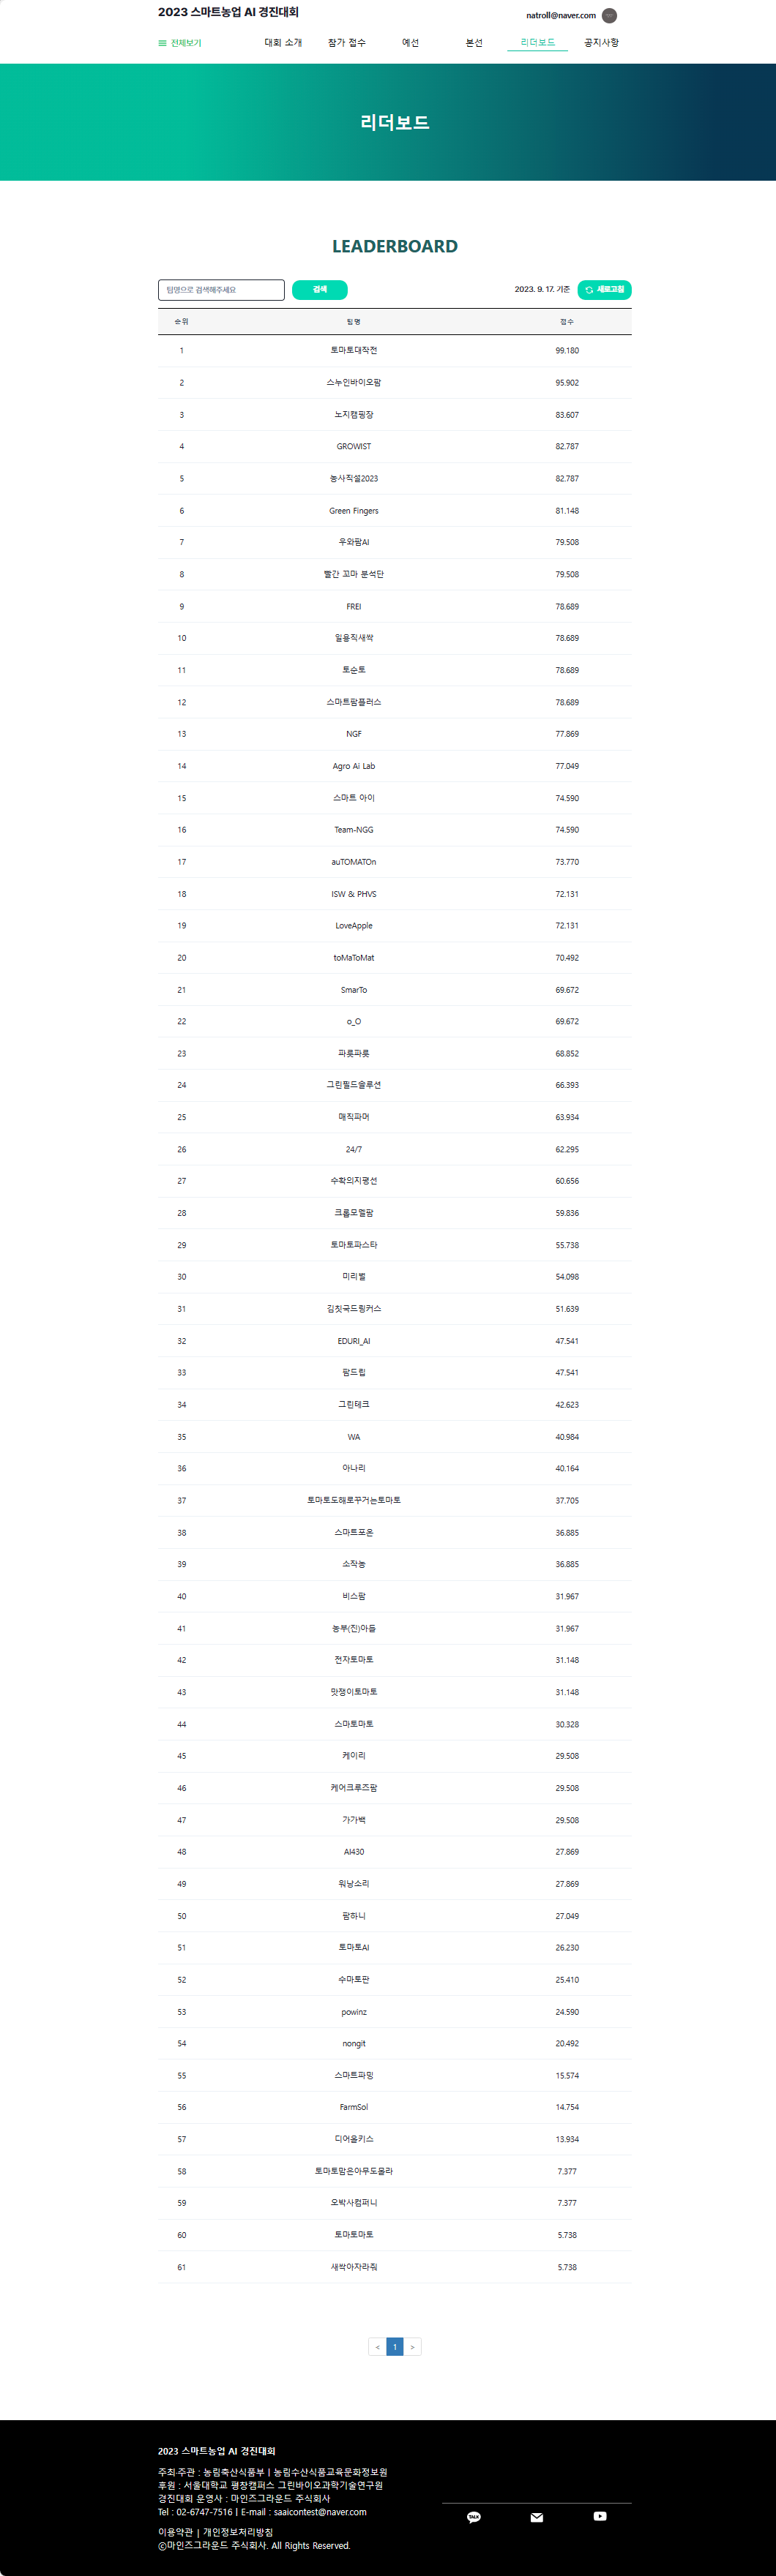 2023 스마트농업 AI 경진대회
natroll@naver.com
전체보기 대회 소개 참가 접수 예선 본선 리더보드 공지사항
리더보드
LEADERBOARD
팀명으로 검색해주세요 검색 2023. 9. 17. 기준 새로고침
순위 팀명 점수
1 토마토대작전 99.180
2 스누인바이오팜 95.902
3 노지캠핑장 83.607
4 GROWIST 82.787
5 농사직설2023 82.787
6 Green Fingers 81.148
7 우와팜AI 79.508
8 빨간 꼬마 분석단 79.508
9 FREI 78.689
10 일용직새싹 78.689
11 토순토 78.689
12 스마트팜플러스 78.689
13 NGF 77.869
14 Agro Ai Lab 77.049
15 스마트 아이 74.590
16 Team-NGG 74.590
17 auTOMATOn 73.770
18 ISW & PHVS 72.131
19 LoveApple 72.131
20 toMaToMat 70.492
21 SmarTo 69.672
22 o_O 69.672
23 파릇파릇 68.852
24 그린필드솔루션 66.393
25 매직파머 63.934
26 24/7 62.295
27 수확의지평선 60.656
28 크롭모델팜 59.836
29 토마토파스타 55.738
30 미리벌 54.098
31 김칫국드링커스 51.639
32 EDURI_AI 47.541
33 팜드립 47.541
34 그린테크 42.623
35 WA 40.984
36 아나리 40.164
37 토마토도해로꾸거는토마토 37.705
38 스마트포온 36.885
39 소작농 36.885
40 비스팜 31.967
41 농부(진)아들 31.967
42 전자토마토 31.148
43 맛쟁이토마토 31.148
44 스마토마토 30.328
45 케이리 29.508
46 케어크루즈팜 29.508
47 가가백 29.508
48 AI430 27.869
49 워낭소리 27.869
50 팜하니 27.049
51 토마토AI 26.230
52 수마토판 25.410
53 powinz 24.590
54 nongit 20.492
55 스마트파밍 15.574
56 FarmSol 14.754
57 디어올키스 13.934
58 토마토맘은아무도몰라 7.377
59 오박사컴퍼니 7.377
60 토마토마토 5.738
61 새싹아자라줘 5.738
< 1 >
2023 스마트농업 AI 경진대회
주최·주관 : 농림축산식품부 | 농림수산식품교육문화정보원
후원 : 서울대학교 평창캠퍼스 그린바이오과학기술연구원
경진대회 운영사 : 마인즈그라운드 주식회사
Tel : 02-6747-7516 | E-mail : saaicontest@naver.com
TALK
이용약관 | 개인정보처리방침
ⓒ마인즈그라운드 주식회사. All Rights Reserved.